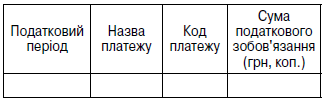 Податковий період
Назва платежу
Код платежу
Сума податкового зобов'язання (грн, коп.)